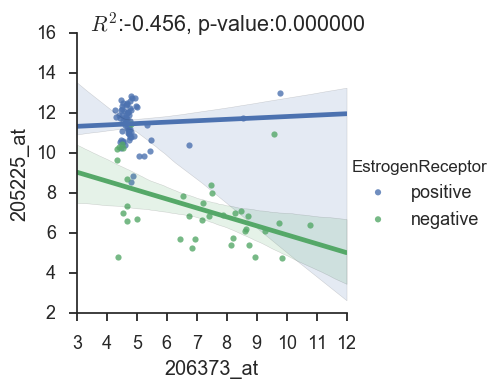 R²:-0.456, p-value:0.000000
16
14
12
10
8
6
4
2
205225_at
3 4 5 6 7 8 9 10 11 12
206373_at
EstrogenReceptor
positive
negative